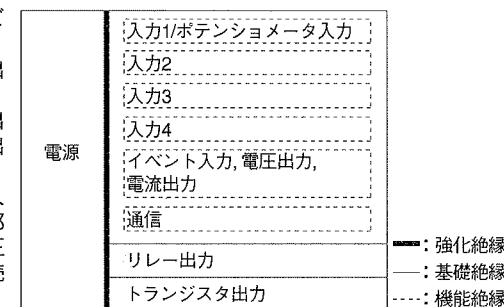 電源
入力1/ポテンショメータ入力
入力2
入力3
入力4
イベント入力, 電圧出力,
電流出力
通信
リレー出力
トランジスタ出力
：強化絶縁
：基礎絶縁
：機能絶縁